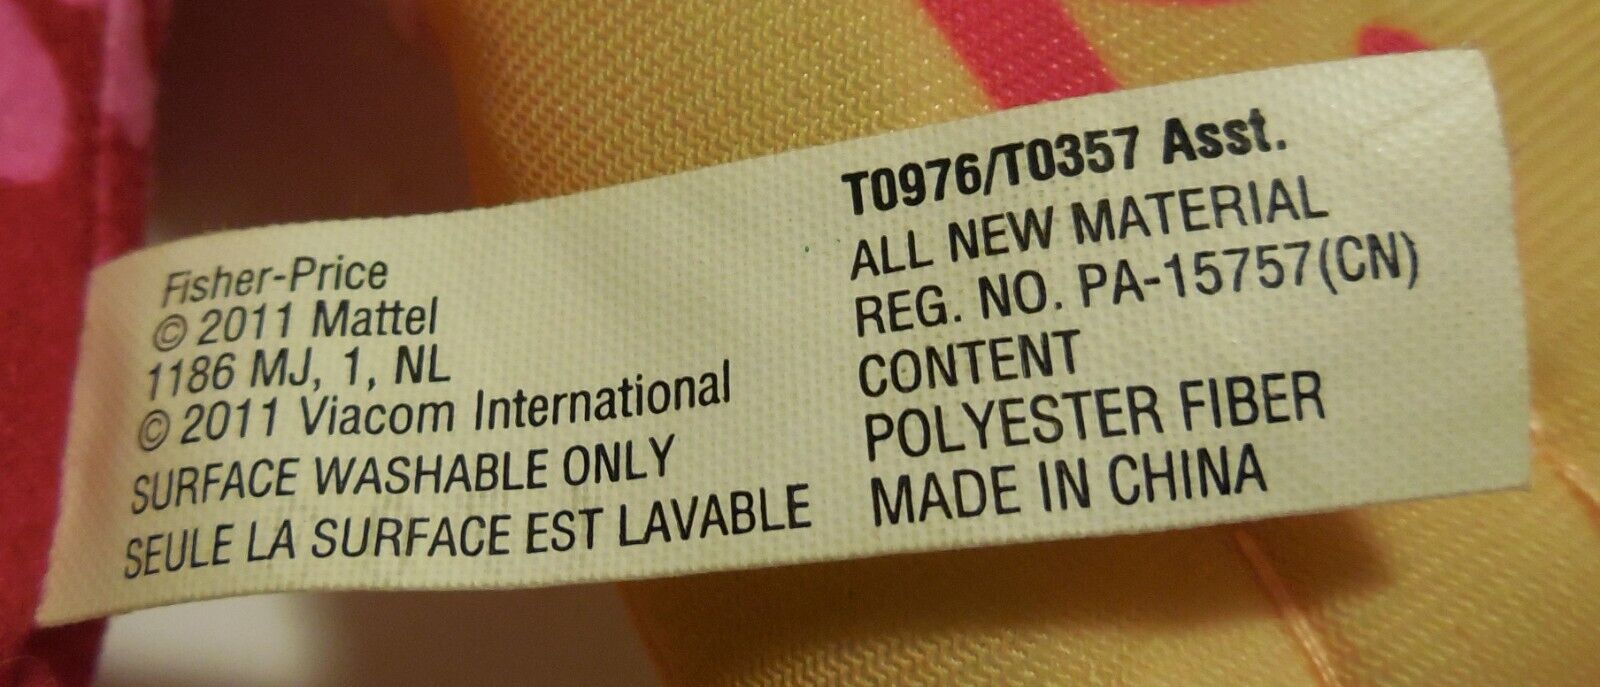 Fisher-Price
© 2011 Mattel
1186 MJ, 1, NL
© 2011 Viacom International
SURFACE WASHABLE ONLY
SEULE LA SURFACE EST LAVABLE
T0976/T0357 Asst.
ALL NEW MATERIAL
REG. NO. PA-15757(CN)
CONTENT
POLYESTER FIBER
MADE IN CHINA